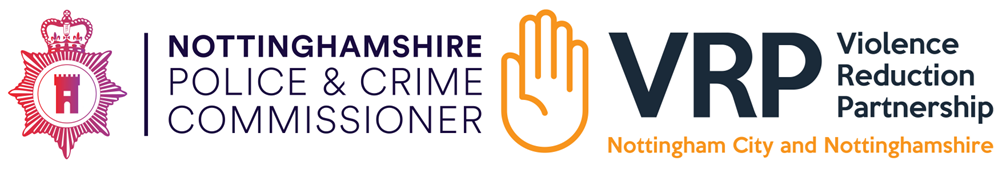 NOTTINGHAMSHIRE
POLICE & CRIME
COMMISSIONER
VRP
Violence
Reduction
Partnership
Nottingham City and Nottinghamshire